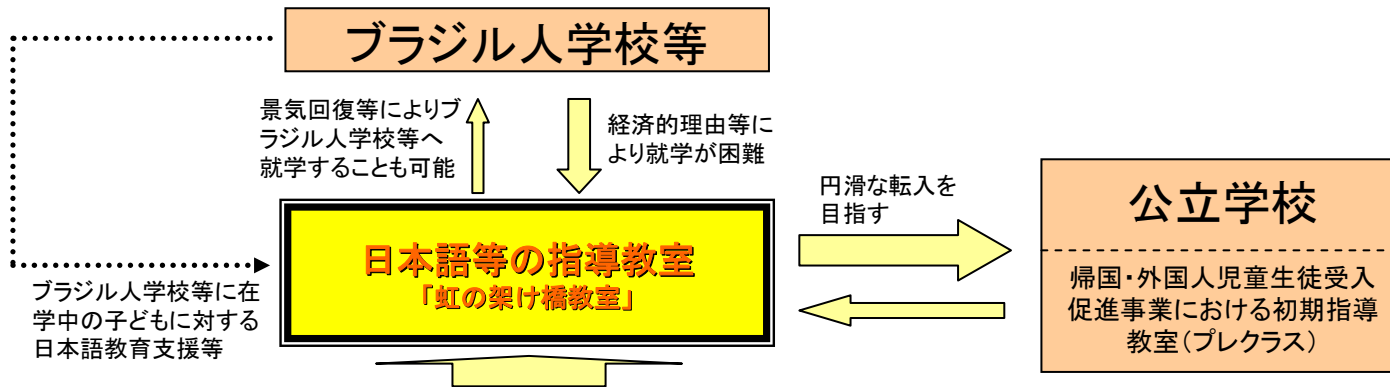 ブラジル人学校等
景気回復等によりブ
ラジル人学校等へ
就学することも可能
経済的理由等に
より就学が困難
円滑な転入を
目指す
公立学校
帰国・外国人児童生徒受入
促進事業における初期指導
教室(プレクラス)
日本語等の指導教室
「虹の架け橋教室」
ブラジル人学校等に在
学中の子どもに対する
日本語教育支援等